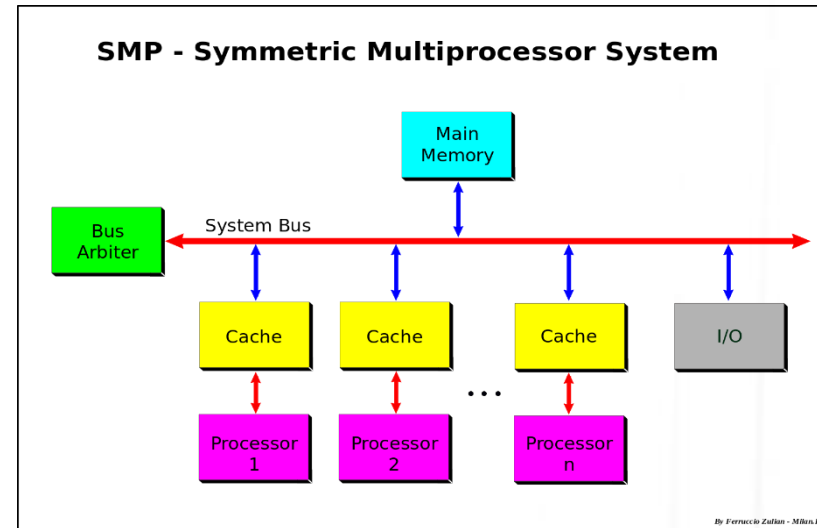 SMP - Symmetric Multiprocessor System
Main
Memory
Bus
Arbiter
System Bus
Cache
Cache
Cache
I/O
...
Processor
1
Processor
2
Processor
n
By Ferruccio Zulian - Milan.